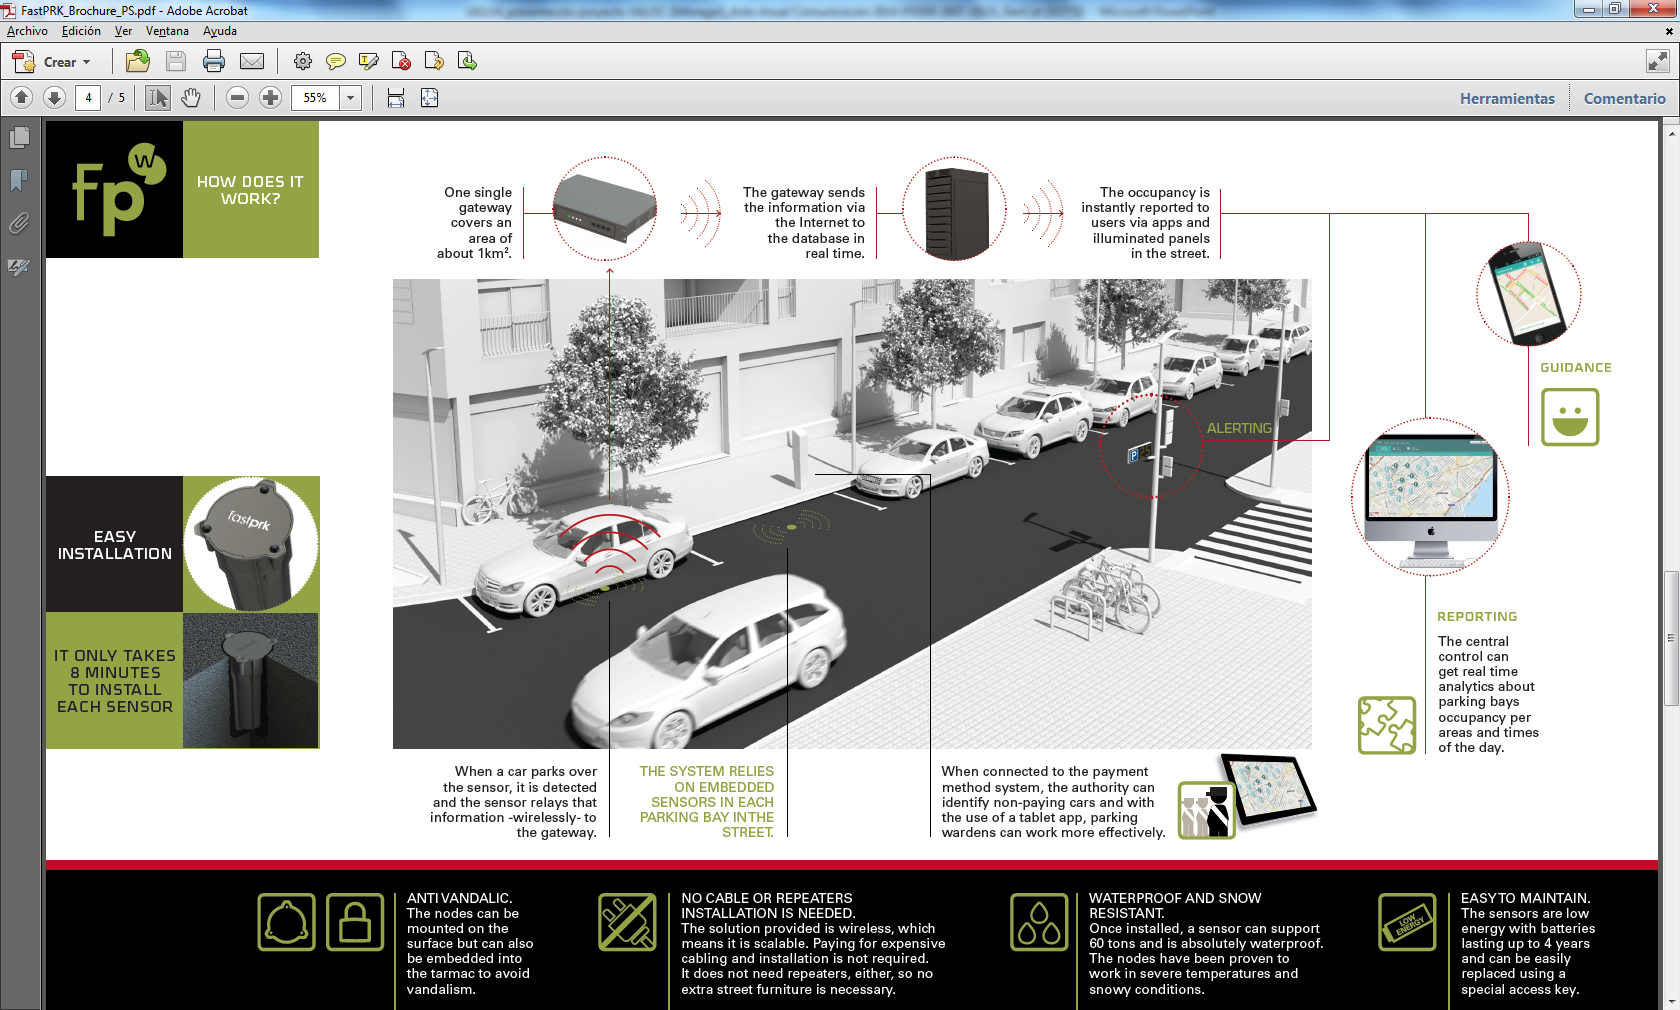 FastPRK_Brochure_PS.pdf - Adobe Acrobat
Archivo Edición Ver Ventana Ayuda
Crear
4 / 5 55% Herramientas Comentario
fp w
HOW DOES IT
WORK?
One single
gateway
covers an
area of
about 1km².
The gateway sends
the information via
the Internet to
the database in
real time.
The occupancy is
instantly reported to
users via apps and
illuminated panels
in the street.
GUIDANCE
ALERTING
P
EASY
INSTALLATION
fastprk
IT ONLY TAKES
8 MINUTES
TO INSTALL
EACH SENSOR
REPORTING
The central
control can
get real time
analytics about
parking bays
occupancy per
areas and times
of the day.
When a car parks over
the sensor, it is detected
and the sensor relays that
information -wirelessly- to
the gateway.
THE SYSTEM RELIES
ON EMBEDDED
SENSORS IN EACH
PARKING BAY INTHE
STREET.
When connected to the payment
method system, the authority can
identify non-paying cars and with
the use of a tablet app, parking
wardens can work more effectively.
ANTI VANDALIC.
The nodes can be
mounted on the
surface but can also
be embedded into
the tarmac to avoid
vandalism.
NO CABLE OR REPEATERS
INSTALLATION IS NEEDED.
The solution provided is wireless, which
means it is scalable. Paying for expensive
cabling and installation is not required.
It does not need repeaters, either, so no
extra street furniture is necessary.
WATERPROOF AND SNOW
RESISTANT.
Once installed, a sensor can support
60 tons and is absolutely waterproof.
The nodes have been proven to
work in severe temperatures and
snowy conditions.
LOW
ENERGY
EASY TO MAINTAIN.
The sensors are low
energy with batteries
lasting up to 4 years
and can be easily
replaced using a
special access key.